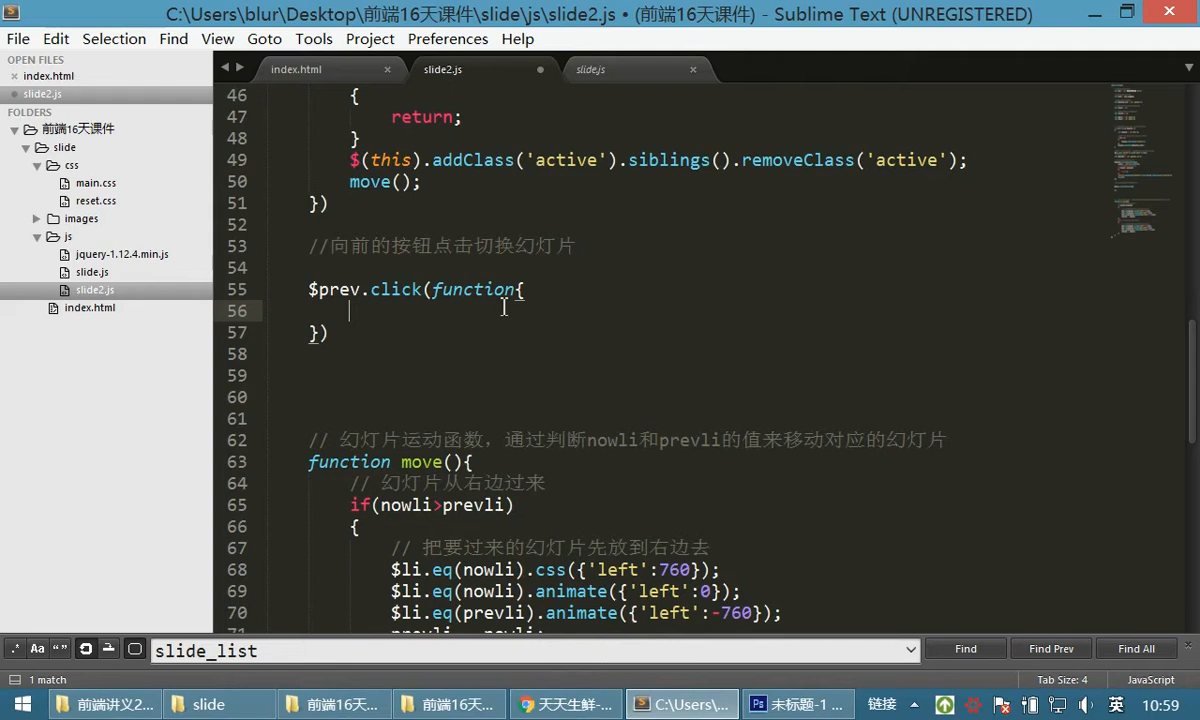 C:\Users\blur\Desktop\前端16天课件\slide\js\slide2.js • (前端16天课件) - Sublime Text (UNREGISTERED)
File Edit Selection Find View Goto Tools Project Preferences Help
OPEN FILES
index.html
slide2.js
FOLDERS
前端16天课件
slide
css
main.css
reset.css
images
js
jquery-1.12.4.min.js
slide.js
slide2.js
index.html
index.html slide2.js slide.js
46 {
47 return;
48 }
49 $(this).addClass('active').siblings().removeClass('active');
50 move();
51 })
52
53 //向前的按钮点击切换幻灯片
54
55 $prev.click(function{
56
57 })
58
59
60
61
62 // 幻灯片运动函数，通过判断nowli和prevli的值来移动对应的幻灯片
63 function move(){
64 // 幻灯片从右边过来
65 if(nowli>prevli)
66 {
67 // 把要过来的幻灯片先放到右边去
68 $li.eq(nowli).css({'left':760});
69 $li.eq(nowli).animate({'left':0});
70 $li.eq(prevli).animate({'left':-760});
.* Aa “” slide_list Find Find Prev Find All
1 match Tab Size: 4 JavaScript
前端讲义2... slide 前端16天... 前端16天... 天天生鲜-... C:\Users\... Ps 未标题-1 ... 链接 英 10:59